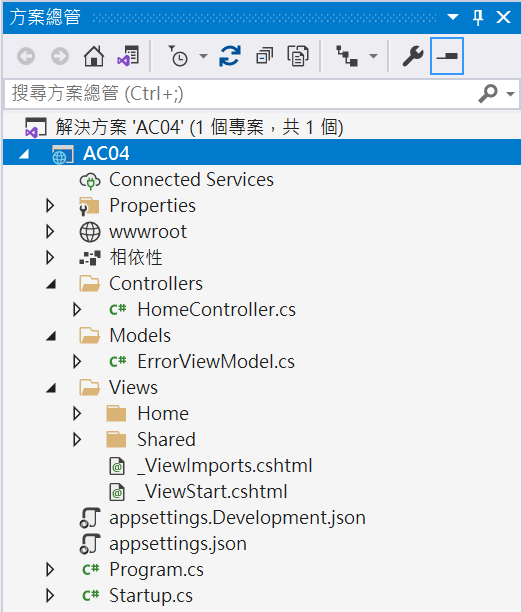 方案總管
搜尋方案總管 (Ctrl+;)
解決方案 'AC04' (1 個專案，共 1 個)
AC04
Connected Services
Properties
wwwroot
相依性
Controllers
C# HomeController.cs
Models
C# ErrorViewModel.cs
Views
Home
Shared
_ViewImports.cshtml
_ViewStart.cshtml
appsettings.Development.json
appsettings.json
C# Program.cs
C# Startup.cs